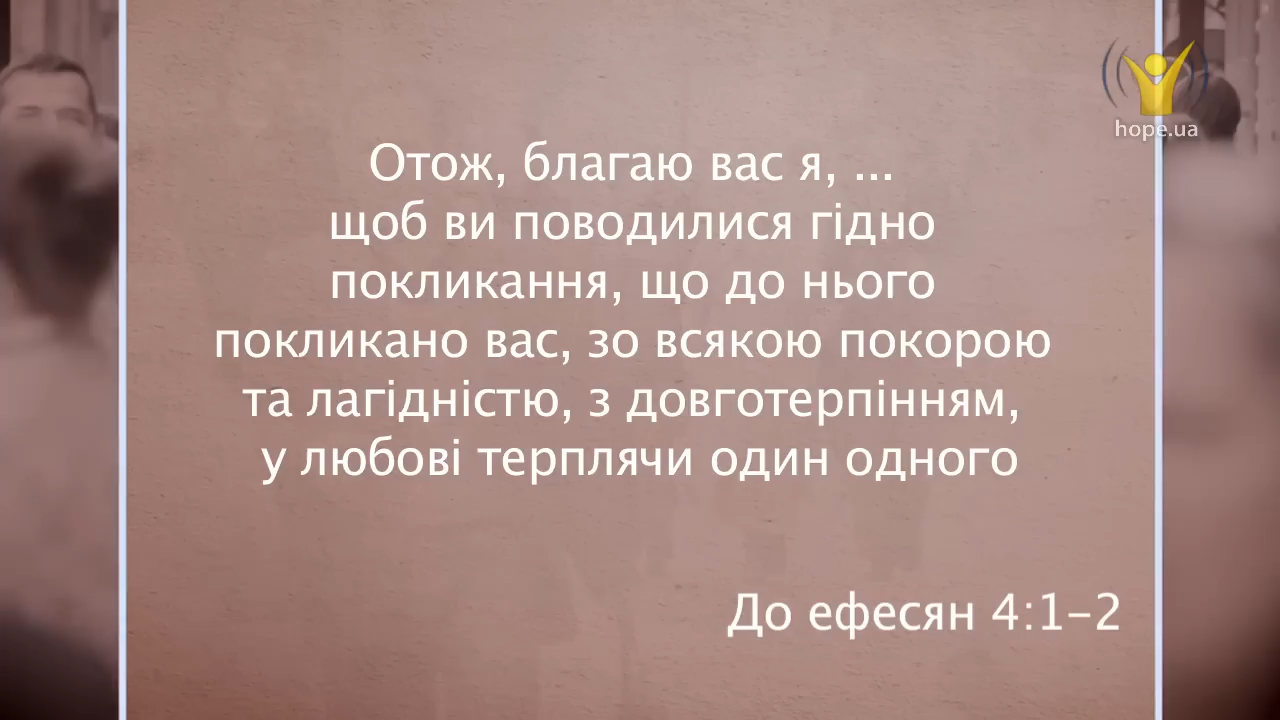 hope.ua
Отож, благаю вас я, ...
щоб ви поводилися гідно
покликання, що до нього
покликано вас, зо всякою покорою
та лагідністю, з довготерпінням,
у любові терплячи один одного
До ефесян 4:1-2